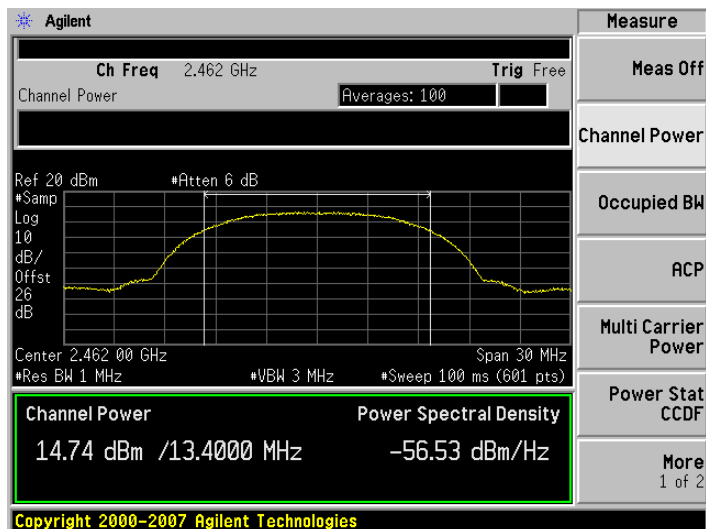 Agilent
Measure
Ch Freq 2.462 GHz Trig Free
Channel Power Averages: 100
Meas Off
Channel Power
Occupied BW
ACP
Multi Carrier
Power
Power Stat
CCDF
More
1 of 2
Ref 20 dBm #Atten 6 dB
#Samp
Log
10
dB/
Offst
26
dB
Center 2.462 00 GHz Span 30 MHz
#Res BW 1 MHz #VBW 3 MHz #Sweep 100 ms (601 pts)
Channel Power Power Spectral Density
14.74 dBm /13.4000 MHz -56.53 dBm/Hz
Copyright 2000-2007 Agilent Technologies